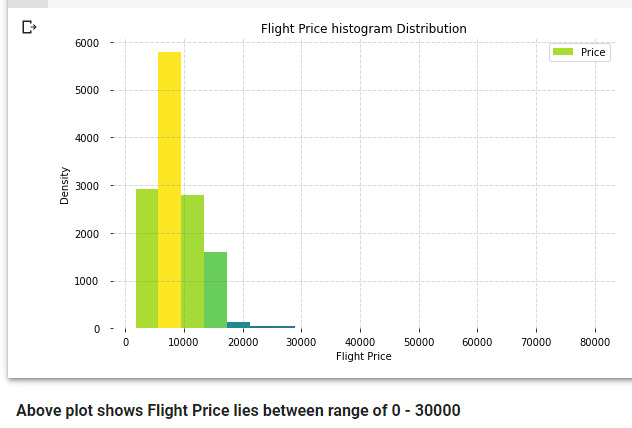 Flight Price histogram Distribution
Price
6000
5000
4000
3000
2000
1000
0
Density
0 10000 20000 30000 40000 50000 60000 70000 80000
Flight Price
Above plot shows Flight Price lies between range of 0 - 30000